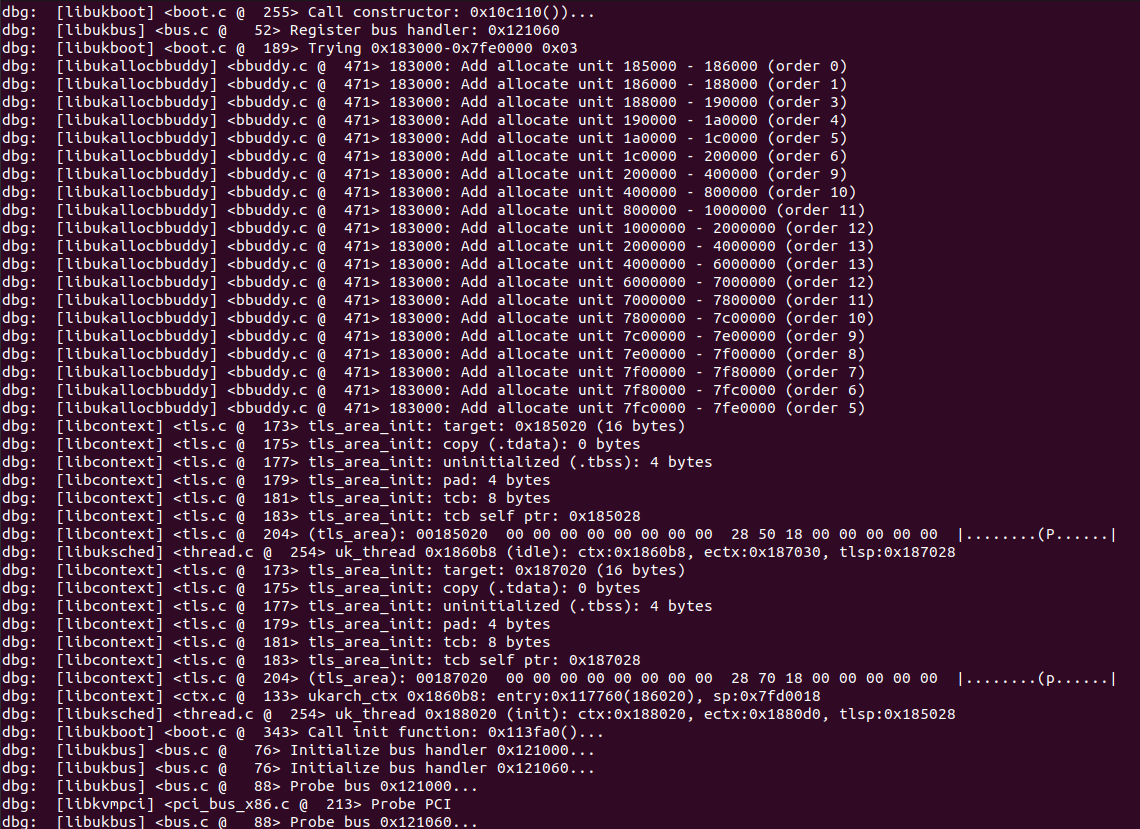 dbg:  [libukboot] <boot.c @  255> Call constructor: 0x10c110())...
dbg:  [libukbus] <bus.c @   52> Register bus handler: 0x121060
dbg:  [libukboot] <boot.c @  189> Trying 0x183000-0x7fe0000 0x03
dbg:  [libukallocbbuddy] <bbuddy.c @  471> 183000: Add allocate unit 185000 - 186000 (order 0)
dbg:  [libukallocbbuddy] <bbuddy.c @  471> 183000: Add allocate unit 186000 - 188000 (order 1)
dbg:  [libukallocbbuddy] <bbuddy.c @  471> 183000: Add allocate unit 188000 - 190000 (order 3)
dbg:  [libukallocbbuddy] <bbuddy.c @  471> 183000: Add allocate unit 190000 - 1a0000 (order 4)
dbg:  [libukallocbbuddy] <bbuddy.c @  471> 183000: Add allocate unit 1a0000 - 1c0000 (order 5)
dbg:  [libukallocbbuddy] <bbuddy.c @  471> 183000: Add allocate unit 1c0000 - 200000 (order 6)
dbg:  [libukallocbbuddy] <bbuddy.c @  471> 183000: Add allocate unit 200000 - 400000 (order 9)
dbg:  [libukallocbbuddy] <bbuddy.c @  471> 183000: Add allocate unit 400000 - 800000 (order 10)
dbg:  [libukallocbbuddy] <bbuddy.c @  471> 183000: Add allocate unit 800000 - 1000000 (order 11)
dbg:  [libukallocbbuddy] <bbuddy.c @  471> 183000: Add allocate unit 1000000 - 2000000 (order 12)
dbg:  [libukallocbbuddy] <bbuddy.c @  471> 183000: Add allocate unit 2000000 - 4000000 (order 13)
dbg:  [libukallocbbuddy] <bbuddy.c @  471> 183000: Add allocate unit 4000000 - 6000000 (order 13)
dbg:  [libukallocbbuddy] <bbuddy.c @  471> 183000: Add allocate unit 6000000 - 7000000 (order 12)
dbg:  [libukallocbbuddy] <bbuddy.c @  471> 183000: Add allocate unit 7000000 - 7800000 (order 11)
dbg:  [libukallocbbuddy] <bbuddy.c @  471> 183000: Add allocate unit 7800000 - 7c00000 (order 10)
dbg:  [libukallocbbuddy] <bbuddy.c @  471> 183000: Add allocate unit 7c00000 - 7e00000 (order 9)
dbg:  [libukallocbbuddy] <bbuddy.c @  471> 183000: Add allocate unit 7e00000 - 7f00000 (order 8)
dbg:  [libukallocbbuddy] <bbuddy.c @  471> 183000: Add allocate unit 7f00000 - 7f80000 (order 7)
dbg:  [libukallocbbuddy] <bbuddy.c @  471> 183000: Add allocate unit 7f80000 - 7fc0000 (order 6)
dbg:  [libukallocbbuddy] <bbuddy.c @  471> 183000: Add allocate unit 7fc0000 - 7fe0000 (order 5)
dbg:  [libcontext] <tls.c @  173> tls_area_init: target: 0x185020 (16 bytes)
dbg:  [libcontext] <tls.c @  175> tls_area_init: copy (.tdata): 0 bytes
dbg:  [libcontext] <tls.c @  177> tls_area_init: uninitialized (.tbss): 4 bytes
dbg:  [libcontext] <tls.c @  179> tls_area_init: pad: 4 bytes
dbg:  [libcontext] <tls.c @  181> tls_area_init: tcb: 8 bytes
dbg:  [libcontext] <tls.c @  183> tls_area_init: tcb self ptr: 0x185028
dbg:  [libcontext] <tls.c @  204> (tls_area): 00185020  00 00 00 00 00 00 00 00  28 50 18 00 00 00 00 00  |........(P......|
dbg:  [libuksched] <thread.c @  254> uk_thread 0x1860b8 (idle): ctx:0x1860b8, ectx:0x187030, tlsp:0x187028
dbg:  [libcontext] <tls.c @  173> tls_area_init: target: 0x187020 (16 bytes)
dbg:  [libcontext] <tls.c @  175> tls_area_init: copy (.tdata): 0 bytes
dbg:  [libcontext] <tls.c @  177> tls_area_init: uninitialized (.tbss): 4 bytes
dbg:  [libcontext] <tls.c @  179> tls_area_init: pad: 4 bytes
dbg:  [libcontext] <tls.c @  181> tls_area_init: tcb: 8 bytes
dbg:  [libcontext] <tls.c @  183> tls_area_init: tcb self ptr: 0x187028
dbg:  [libcontext] <tls.c @  204> (tls_area): 00187020  00 00 00 00 00 00 00 00  28 70 18 00 00 00 00 00  |........(p......|
dbg:  [libcontext] <ctx.c @  133> ukarch_ctx 0x1860b8: entry:0x117760(186020), sp:0x7fd0018
dbg:  [libuksched] <thread.c @  254> uk_thread 0x188020 (init): ctx:0x188020, ectx:0x1880d0, tlsp:0x185028
dbg:  [libukboot] <boot.c @  343> Call init function: 0x113fa0()...
dbg:  [libukbus] <bus.c @   76> Initialize bus handler 0x121000...
dbg:  [libukbus] <bus.c @   76> Initialize bus handler 0x121060...
dbg:  [libukbus] <bus.c @   88> Probe bus 0x121000...
dbg:  [libkvmpci] <pci_bus_x86.c @  213> Probe PCI
dbg:  [libukbus] <bus.c @   88> Probe bus 0x121060...